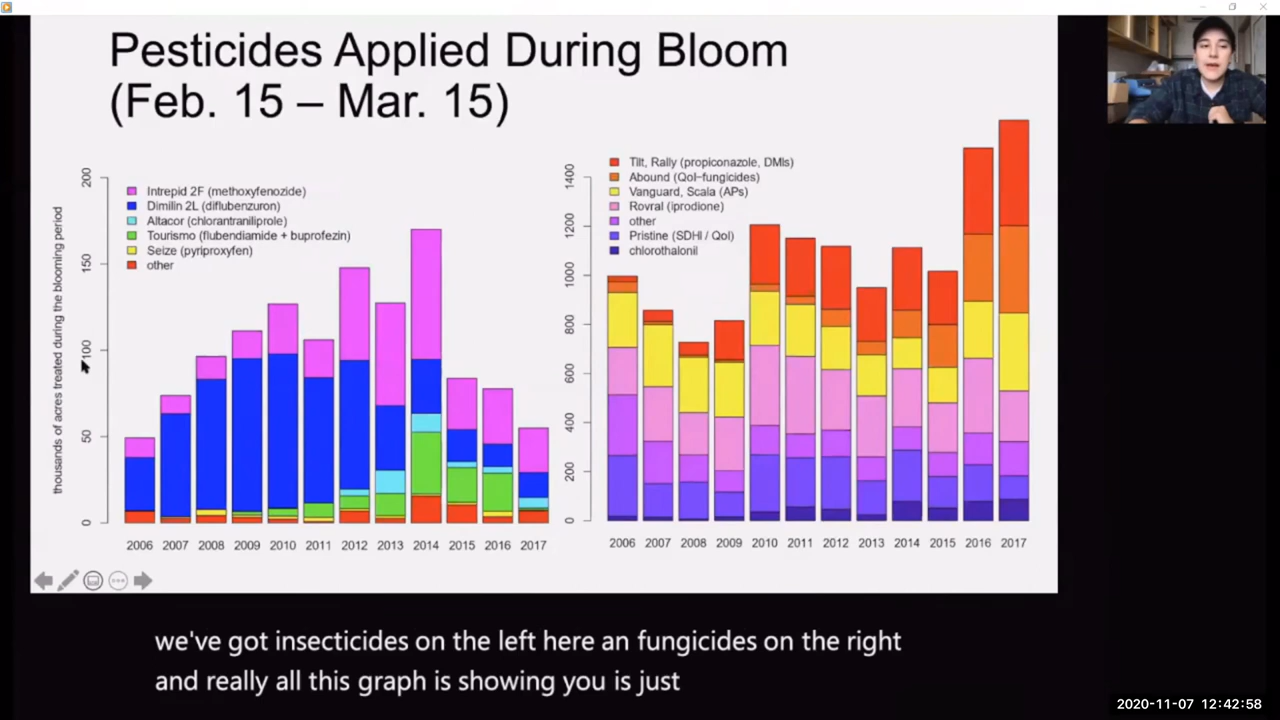 Pesticides Applied During Bloom
(Feb. 15 – Mar. 15)
thousands of acres treated during the blooming period
200
150
100
50
0
Intrepid 2F (methoxyfenozide)
Dimilin 2L (diflubenzuron)
Altacor (chlorantraniliprole)
Tourismo (flubendiamide + buprofezin)
Seize (pyriproxyfen)
other
2006 2007 2008 2009 2010 2011 2012 2013 2014 2015 2016 2017
1400
1200
1000
800
600
400
200
0
Tilt, Rally (propiconazole, DMIs)
Abound (QoI–fungicides)
Vanguard, Scala (APs)
Rovral (iprodione)
other
Pristine (SDHI / QoI)
chlorothalonil
2006 2007 2008 2009 2010 2011 2012 2013 2014 2015 2016 2017
we've got insecticides on the left here an fungicides on the right
and really all this graph is showing you is just
2020-11-07 12:42:58